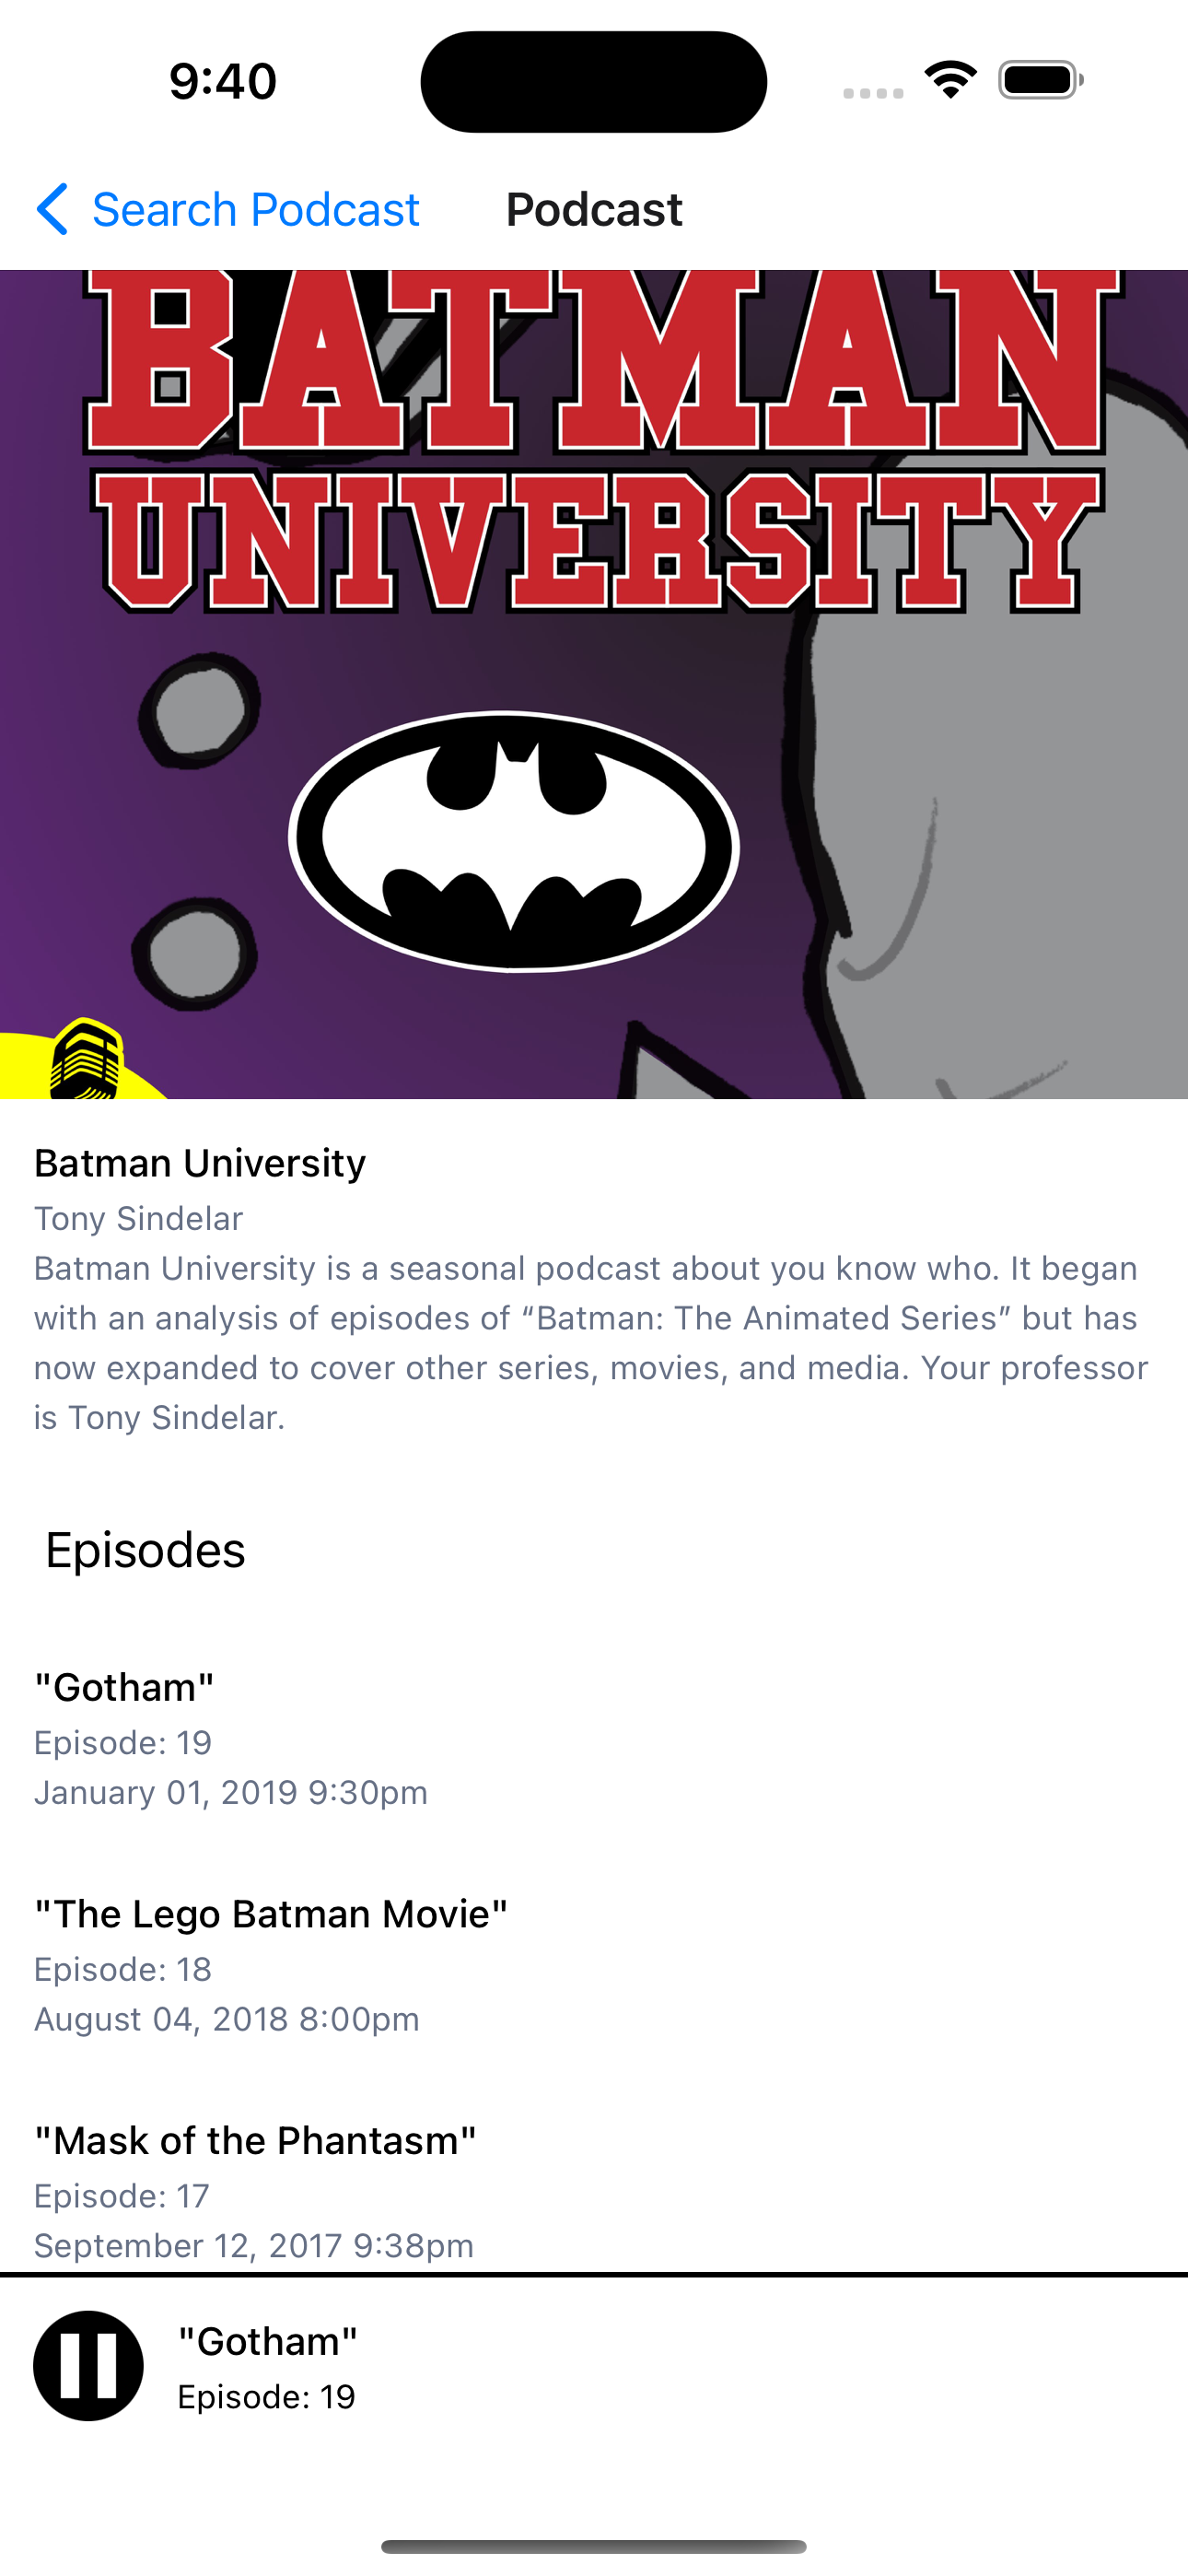 9:40
Search Podcast
Podcast
BATMAN
UNIVERSITY
Batman University
Tony Sindelar
Batman University is a seasonal podcast about you know who. It began
with an analysis of episodes of “Batman: The Animated Series” but has
now expanded to cover other series, movies, and media. Your professor
is Tony Sindelar.
Episodes
"Gotham"
Episode: 19
January 01, 2019 9:30pm
"The Lego Batman Movie"
Episode: 18
August 04, 2018 8:00pm
"Mask of the Phantasm"
Episode: 17
September 12, 2017 9:38pm
"Gotham"
Episode: 19